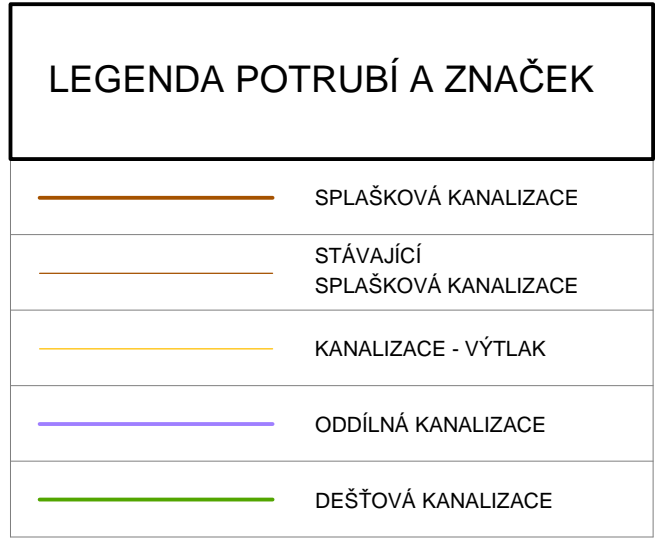 LEGENDA POTRUBÍ A ZNAČEK
SPLAŠKOVÁ KANALIZACE
STÁVAJÍCÍ
SPLAŠKOVÁ KANALIZACE
KANALIZACE - VÝTLAK
ODDÍLNÁ KANALIZACE
DEŠŤOVÁ KANALIZACE